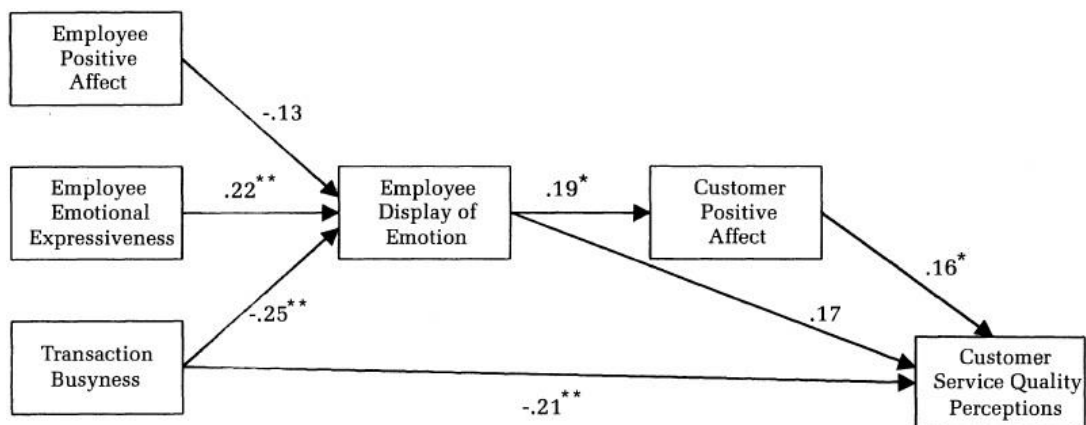 Employee
Positive
Affect
-.13
Employee
Emotional
Expressiveness
.22**
Employee
Display of
Emotion
.19*
Customer
Positive
Affect
.16*
-.25**
.17
Transaction
Busyness
-.21**
Customer
Service Quality
Perceptions